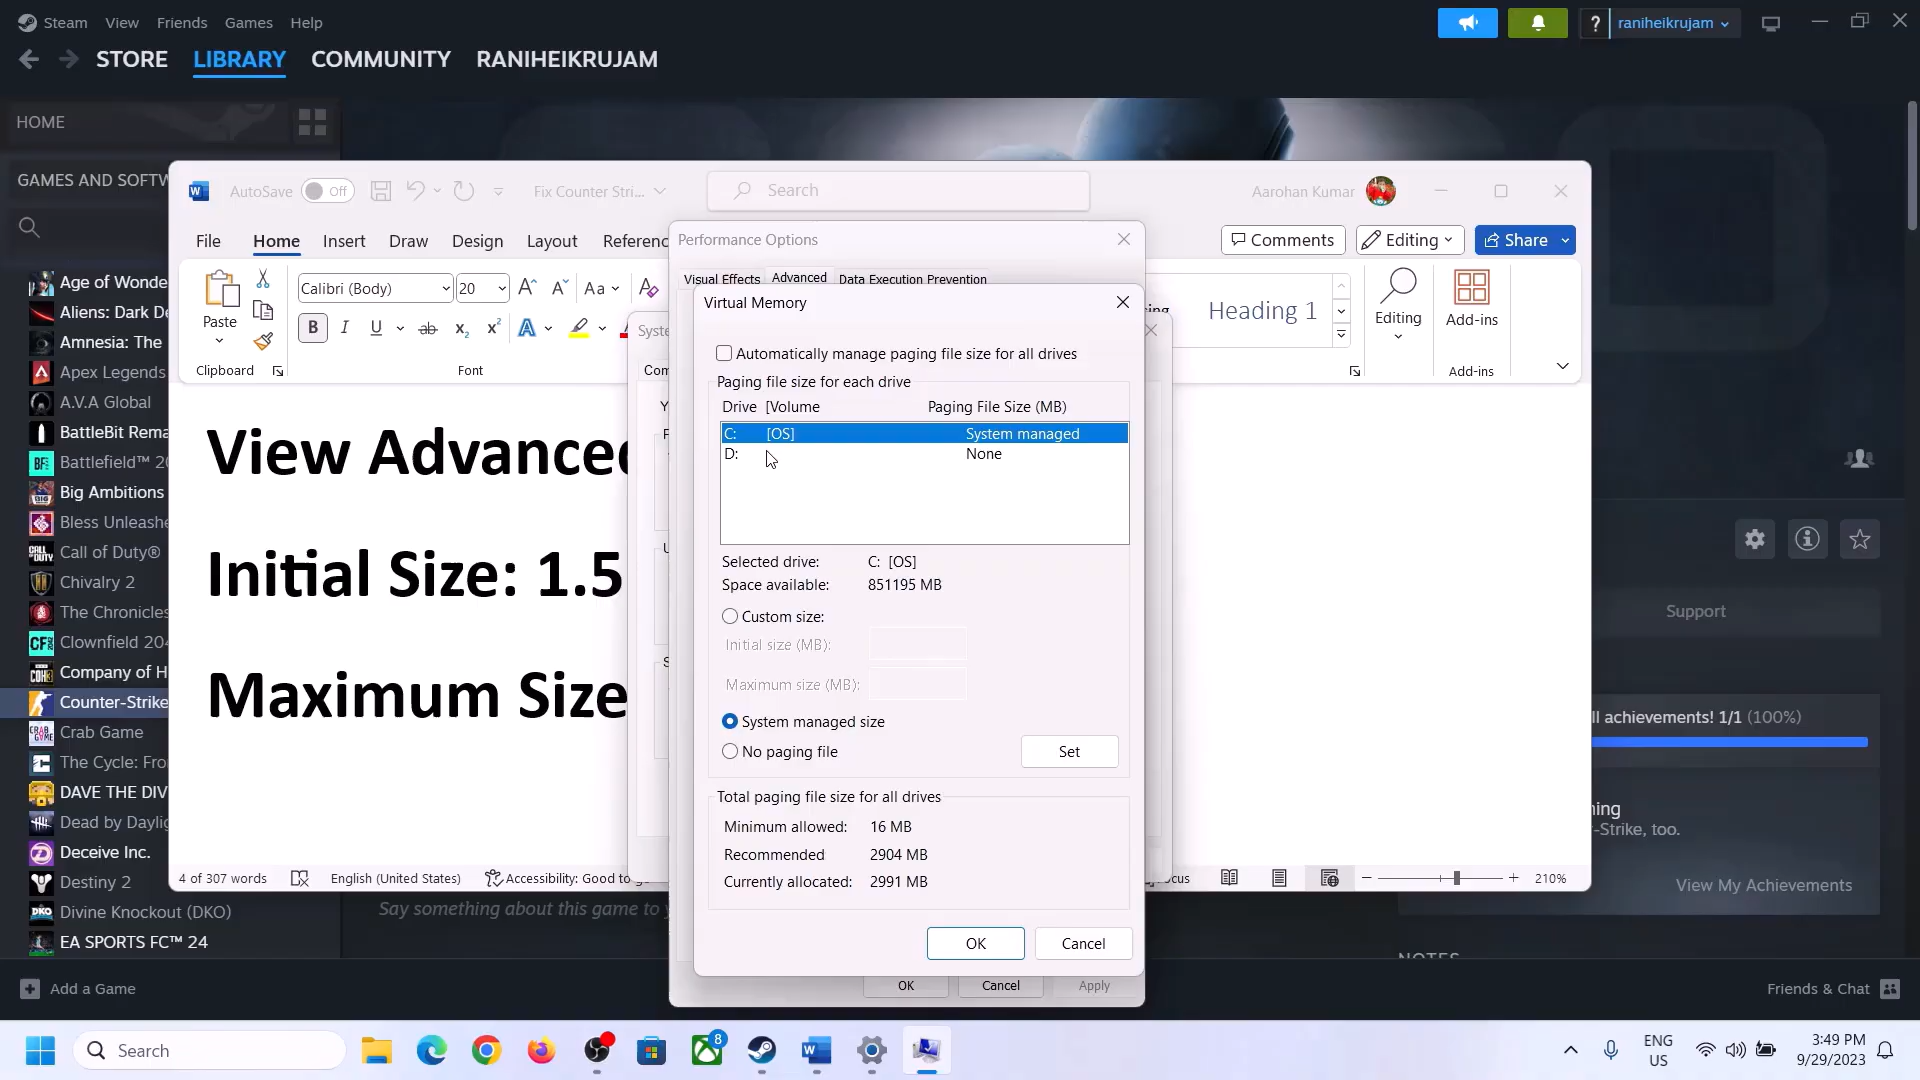 Steam View Friends Games Help
raniheikrujam
STORE LIBRARY COMMUNITY RANIHEIKRUJAM
HOME
GAMES AND SOFTW
Age of Wonde
Aliens: Dark De
Amnesia: The
Apex Legends
A.V.A Global
BattleBit Rema
Battlefield™ 20
Big Ambitions
Bless Unleashe
Call of Duty®
Chivalry 2
The Chronicles
Clownfield 204
Company of H
Counter-Strike
Crab Game
The Cycle: Fro
DAVE THE DIV
Dead by Daylig
Deceive Inc.
Destiny 2
Divine Knockout (DKO)
EA SPORTS FC™ 24
Add a Game
AutoSave Off Fix Counter Stri... Search Aarohan Kumar
File Home Insert Draw Design Layout Referenc Comments Editing Share
Paste
Clipboard
Calibri (Body) 20
Font
Heading 1
Editing
Add-ins
Add-ins
View Advanced
Initial Size: 1.5
Maximum Size
4 of 307 words English (United States) Accessibility: Good to g 210%
Performance Options
Visual Effects Advanced Data Execution Prevention
Syste
Com
Virtual Memory
Automatically manage paging file size for all drives
Paging file size for each drive
Drive [Volume Paging File Size (MB)
C: [OS] System managed
D: None
Selected drive: C: [OS]
Space available: 851195 MB
Custom size:
Initial size (MB):
Maximum size (MB):
System managed size
No paging file Set
Total paging file size for all drives
Minimum allowed: 16 MB
Recommended 2904 MB
Currently allocated: 2991 MB
OK Cancel
OK Cancel Apply
Support
ll achievements! 1/1 (100%)
-Strike, too.
View My Achievements
Say something about this game to y
NOTES
Friends & Chat
Search
8
ENG
US
3:49 PM
9/29/2023